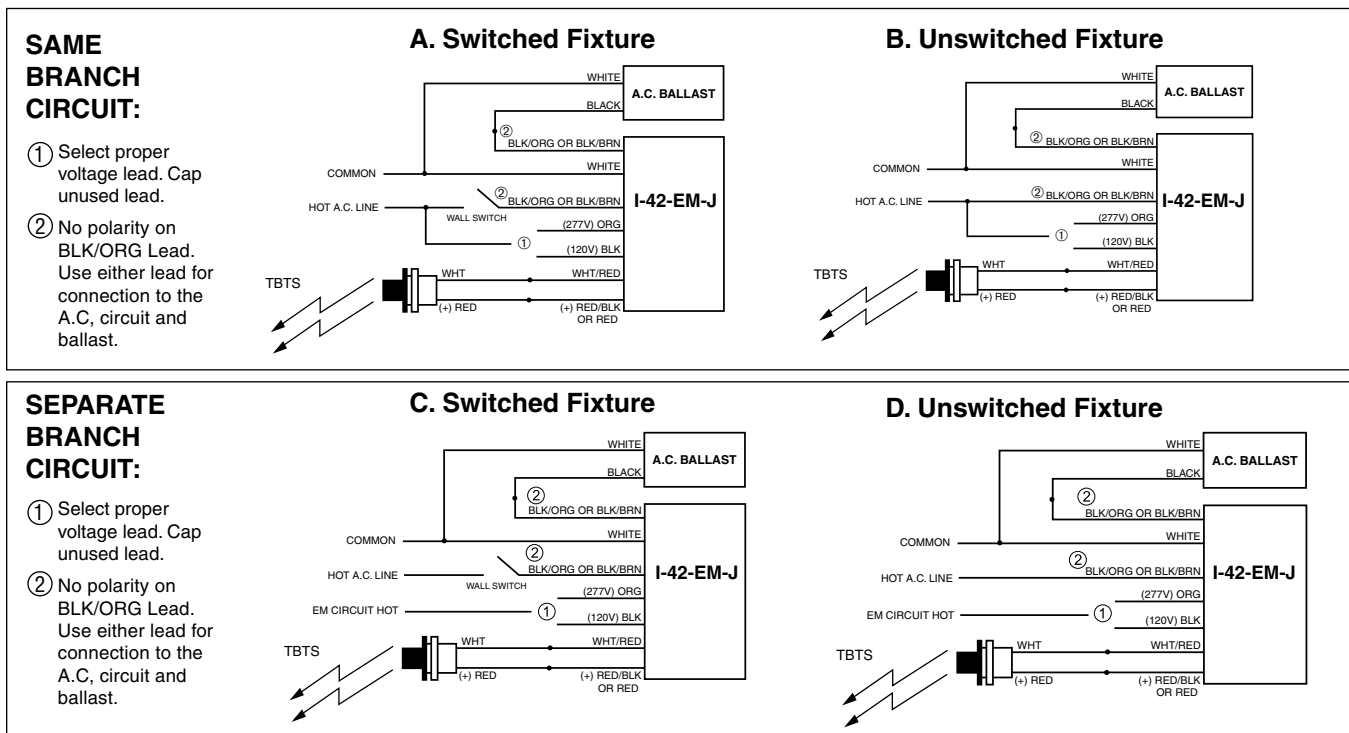 SAME
BRANCH
CIRCUIT:
① Select proper
voltage lead. Cap
unused lead.
② No polarity on
BLK/ORG Lead.
Use either lead for
connection to the
A.C, circuit and
ballast.
A. Switched Fixture
WHITE
A.C. BALLAST
BLACK
②
BLK/ORG OR BLK/BRN
COMMON
WHITE
HOT A.C. LINE
WALL SWITCH
② BLK/ORG OR BLK/BRN
I-42-EM-J
(277V) ORG
①
(120V) BLK
TBTS
WHT
WHT/RED
(+) RED
(+) RED/BLK
OR RED
B. Unswitched Fixture
WHITE
A.C. BALLAST
BLACK
② BLK/ORG OR BLK/BRN
COMMON
WHITE
HOT A.C. LINE
② BLK/ORG OR BLK/BRN
I-42-EM-J
(277V) ORG
①
(120V) BLK
TBTS
WHT
WHT/RED
(+) RED
(+) RED/BLK
OR RED
SEPARATE
BRANCH
CIRCUIT:
① Select proper
voltage lead. Cap
unused lead.
② No polarity on
BLK/ORG Lead.
Use either lead for
connection to the
A.C, circuit and
ballast.
C. Switched Fixture
WHITE
A.C. BALLAST
BLACK
②
BLK/ORG OR BLK/BRN
COMMON
WHITE
②
HOT A.C. LINE
WALL SWITCH
BLK/ORG OR BLK/BRN
I-42-EM-J
(277V) ORG
EM CIRCUIT HOT
①
(120V) BLK
TBTS
WHT
WHT/RED
(+) RED
(+) RED/BLK
OR RED
D. Unswitched Fixture
WHITE
A.C. BALLAST
BLACK
②
BLK/ORG OR BLK/BRN
COMMON
WHITE
②
HOT A.C. LINE
BLK/ORG OR BLK/BRN
I-42-EM-J
(277V) ORG
EM CIRCUIT HOT
①
(120V) BLK
TBTS
WHT
WHT/RED
(+) RED
(+) RED/BLK
OR RED